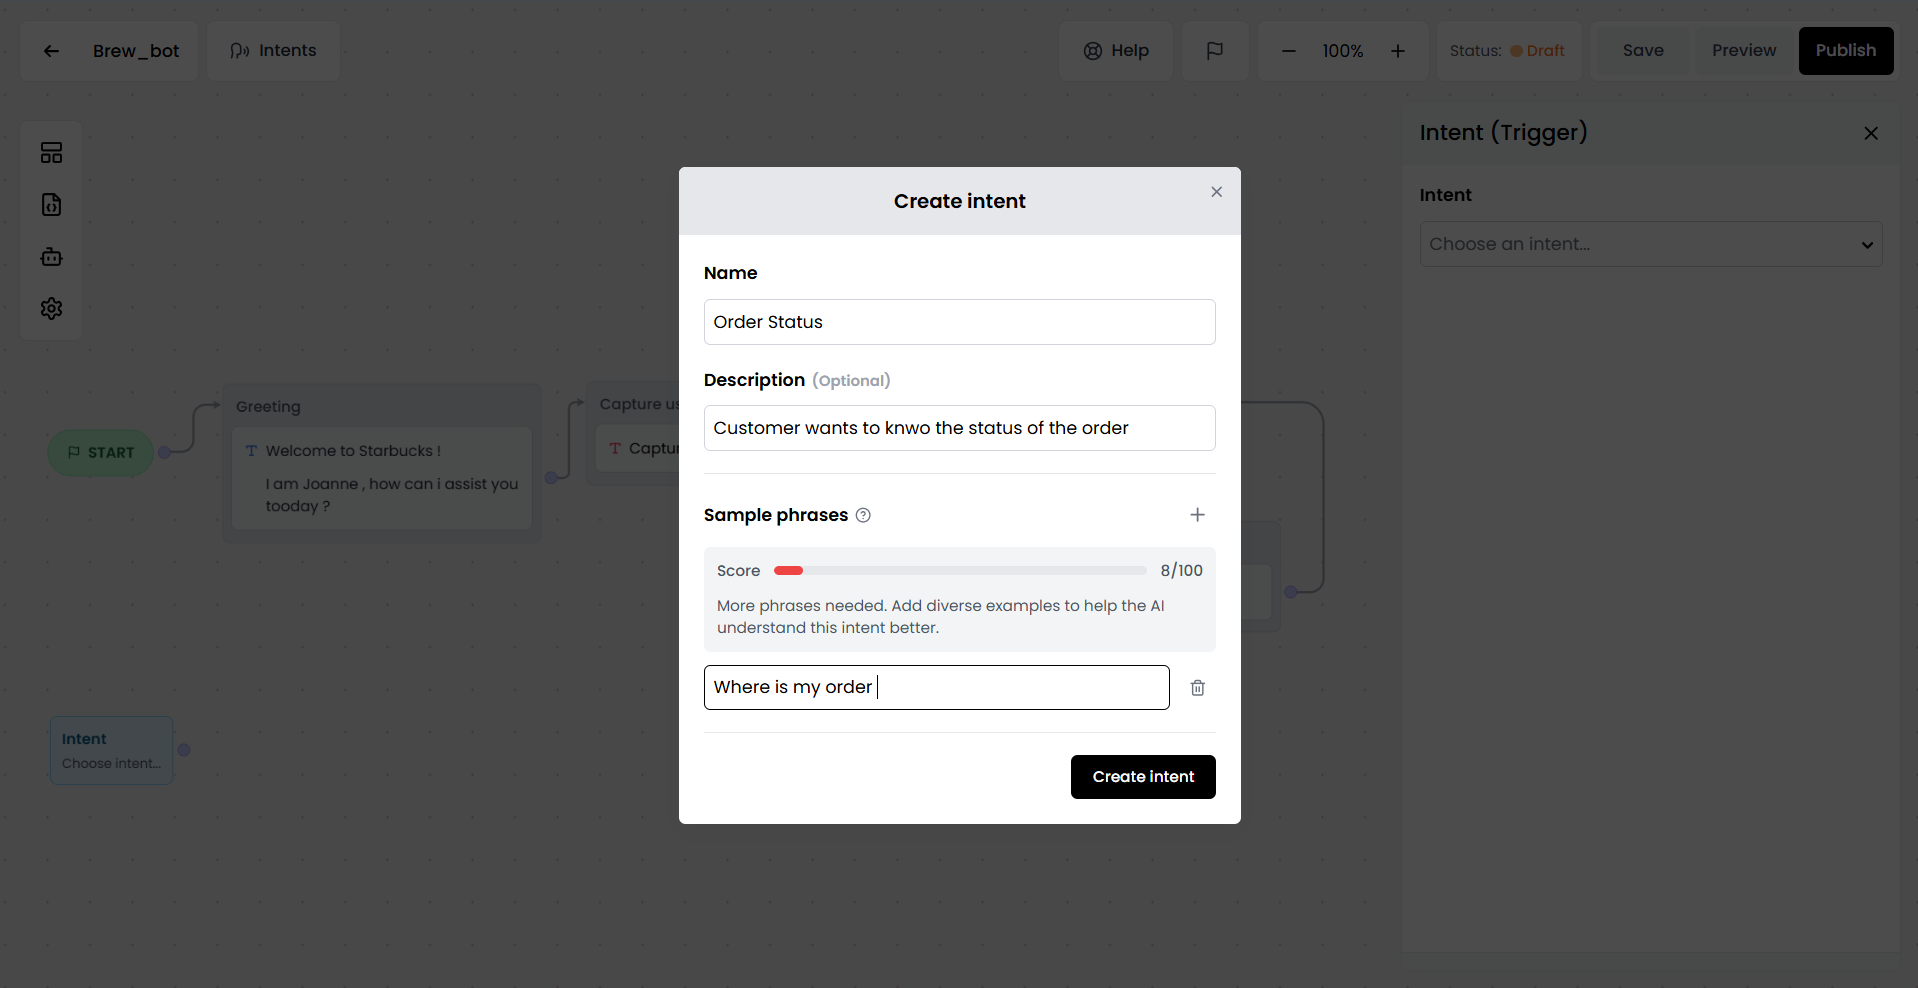 Brew_bot
Intents
Help
100%
Status: Draft
Save
Preview
Publish
Intent (Trigger)
Intent
Choose an intent...
Create intent
Name
Order Status
Description (Optional)
Customer wants to knwo the status of the order
Sample phrases
Score
8/100
More phrases needed. Add diverse examples to help the AI
understand this intent better.
Where is my order
Create intent
START
Greeting
Welcome to Starbucks !
I am Joanne , how can i assist you
tooday ?
Capture us
Captur
Intent
Choose intent...